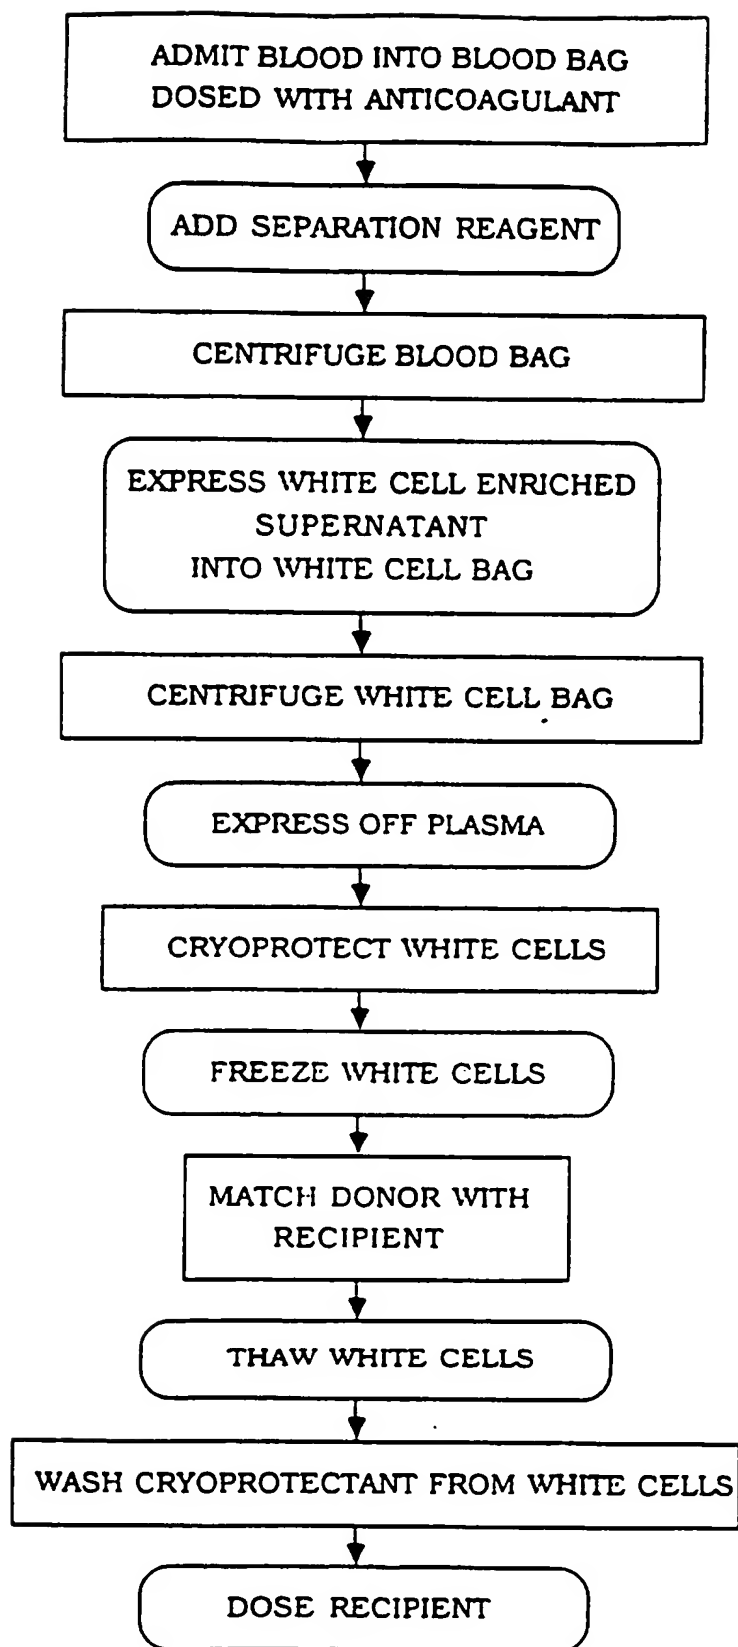 ADMIT BLOOD INTO BLOOD BAG
DOSED WITH ANTICOAGULANT
ADD SEPARATION REAGENT
CENTRIFUGE BLOOD BAG
EXPRESS WHITE CELL ENRICHED
SUPERNATANT
INTO WHITE CELL BAG
CENTRIFUGE WHITE CELL BAG
EXPRESS OFF PLASMA
CRYOPROTECT WHITE CELLS
FREEZE WHITE CELLS
MATCH DONOR WITH
RECIPIENT
THAW WHITE CELLS
WASH CRYOPROTECTANT FROM WHITE CELLS
DOSE RECIPIENT